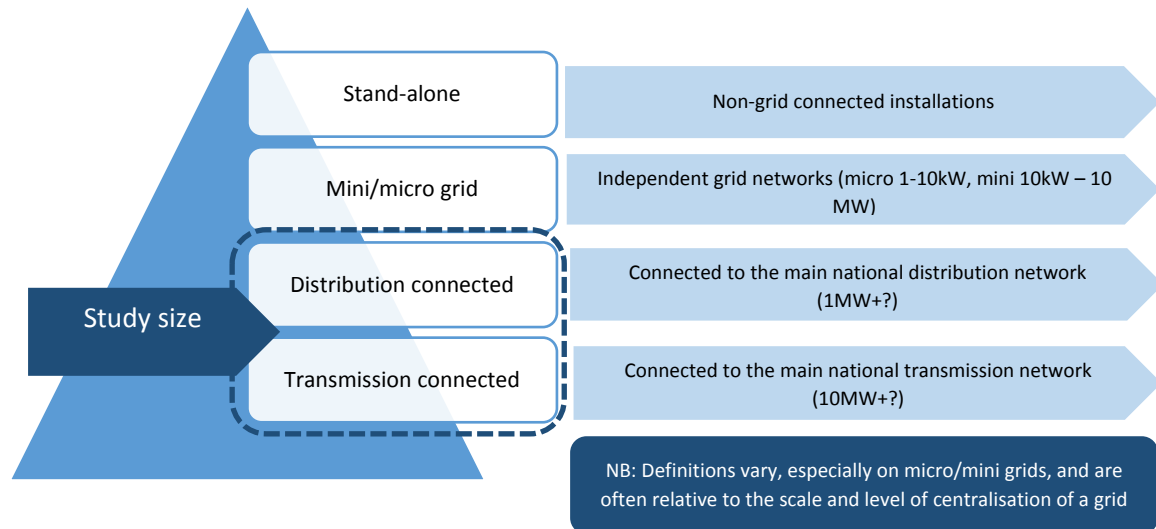 Stand-alone
Non-grid connected installations
Mini/micro grid
Independent grid networks (micro 1-10kW, mini 10kW – 10
MW)
Study size
Distribution connected
Connected to the main national distribution network
(1MW+?)
Transmission connected
Connected to the main national transmission network
(10MW+?)
NB: Definitions vary, especially on micro/mini grids, and are
often relative to the scale and level of centralisation of a grid